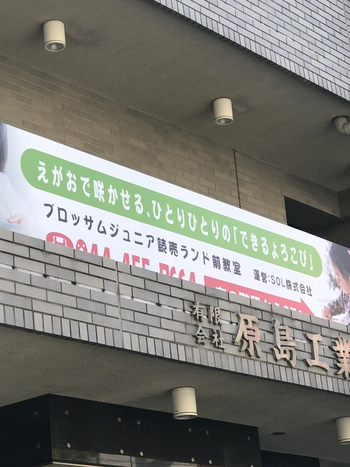 えがおで咲かせる、ひとりひとりの「できるよろこび」
ブロッサムジュニア読売ランド前教室 運営:SOL株式会社
有限会社 原島工業